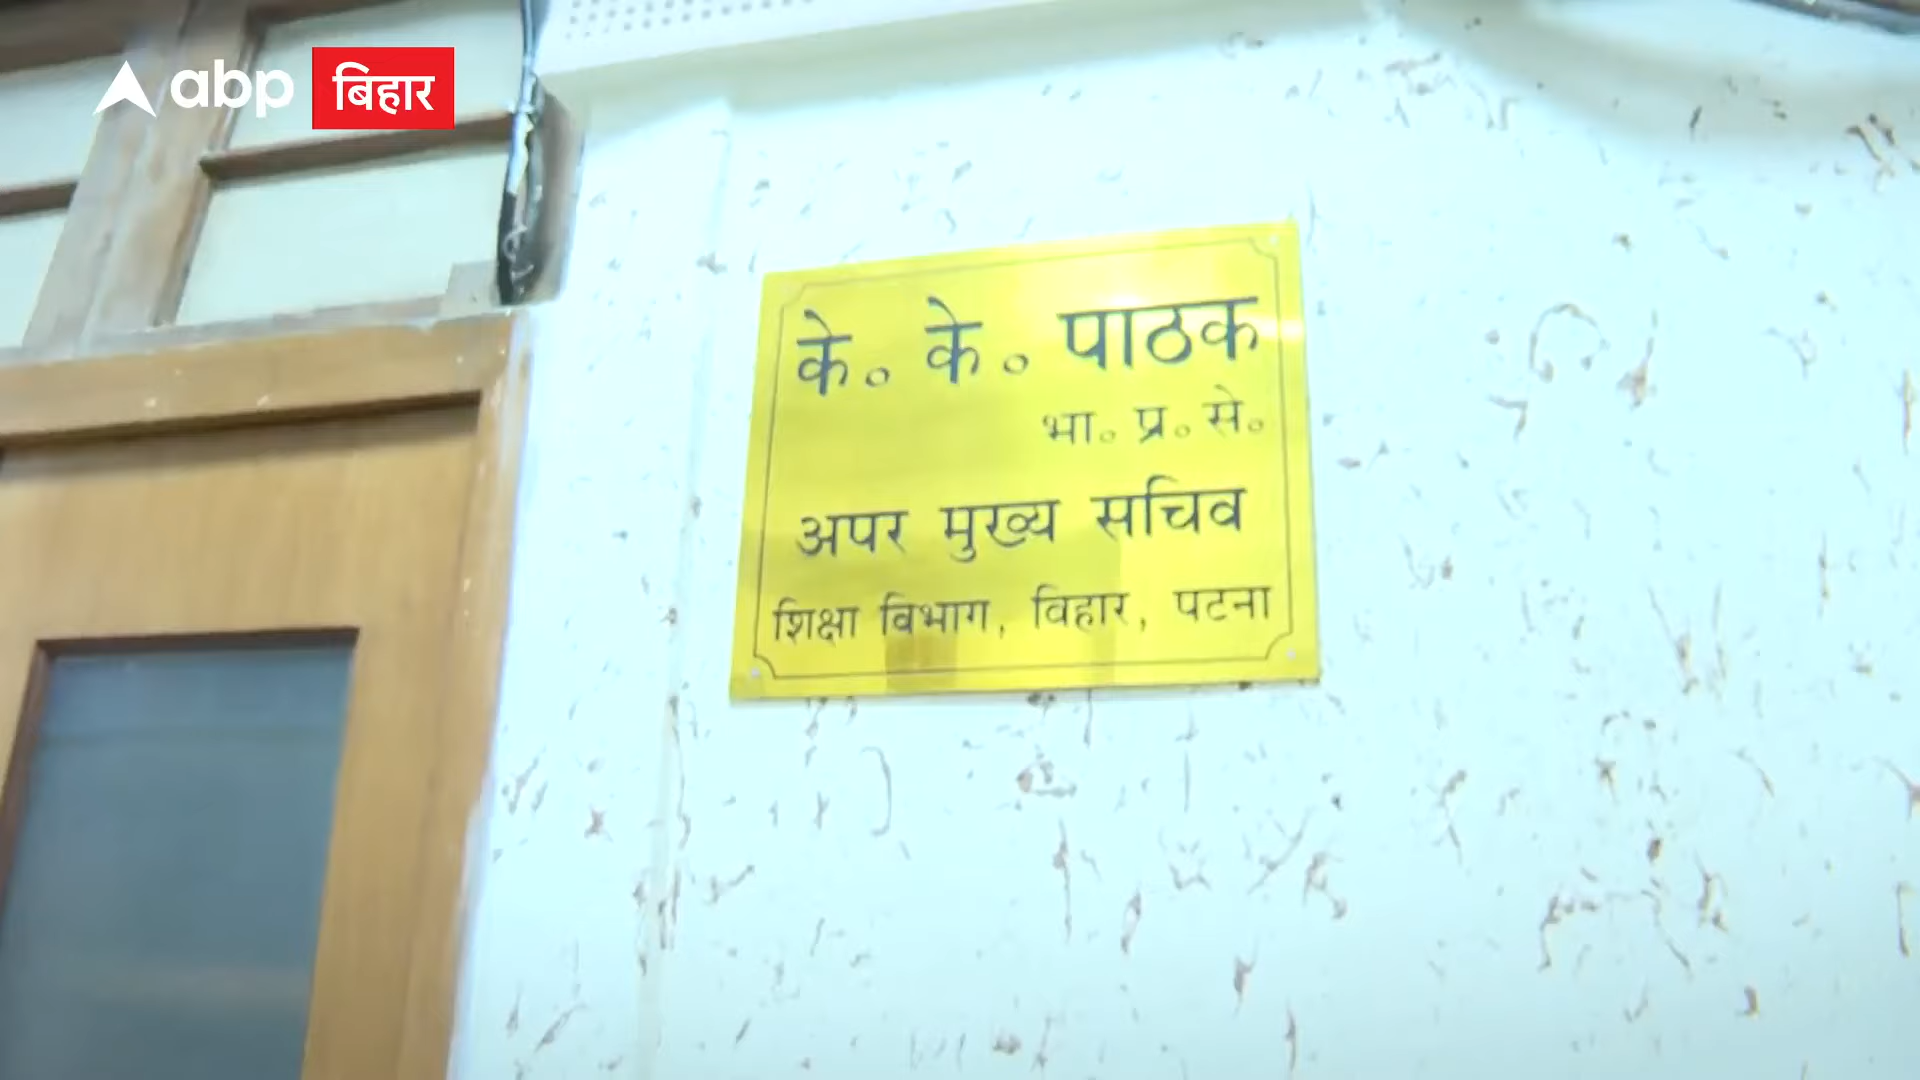 abp बिहार
के॰ के॰ पाठक
भा॰ प्र॰ से॰
अपर मुख्य सचिव
शिक्षा विभाग, बिहार, पटना